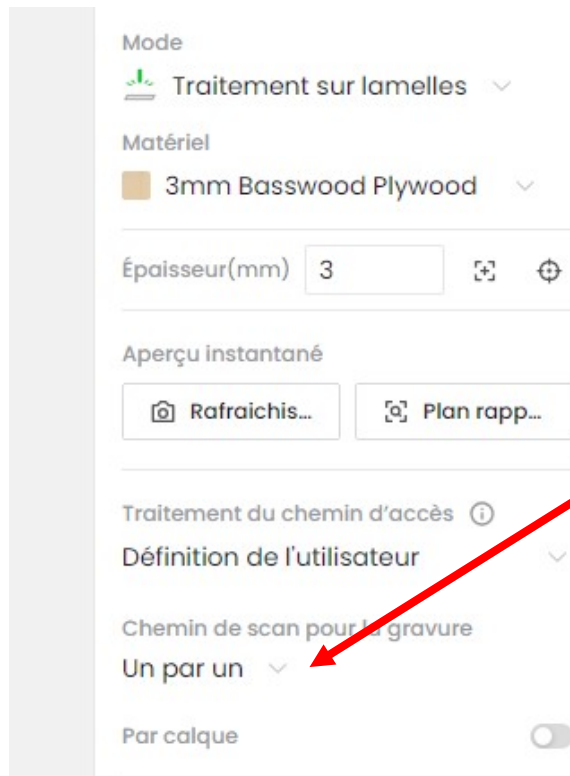 Mode
Traitement sur lamelles
Matériel
3mm Basswood Plywood
Épaisseur(mm) 3
Aperçu instantané
Rafraichis... Plan rapp...
Traitement du chemin d'accès
Définition de l'utilisateur
Chemin de scan pour la gravure
Un par un
Par calque